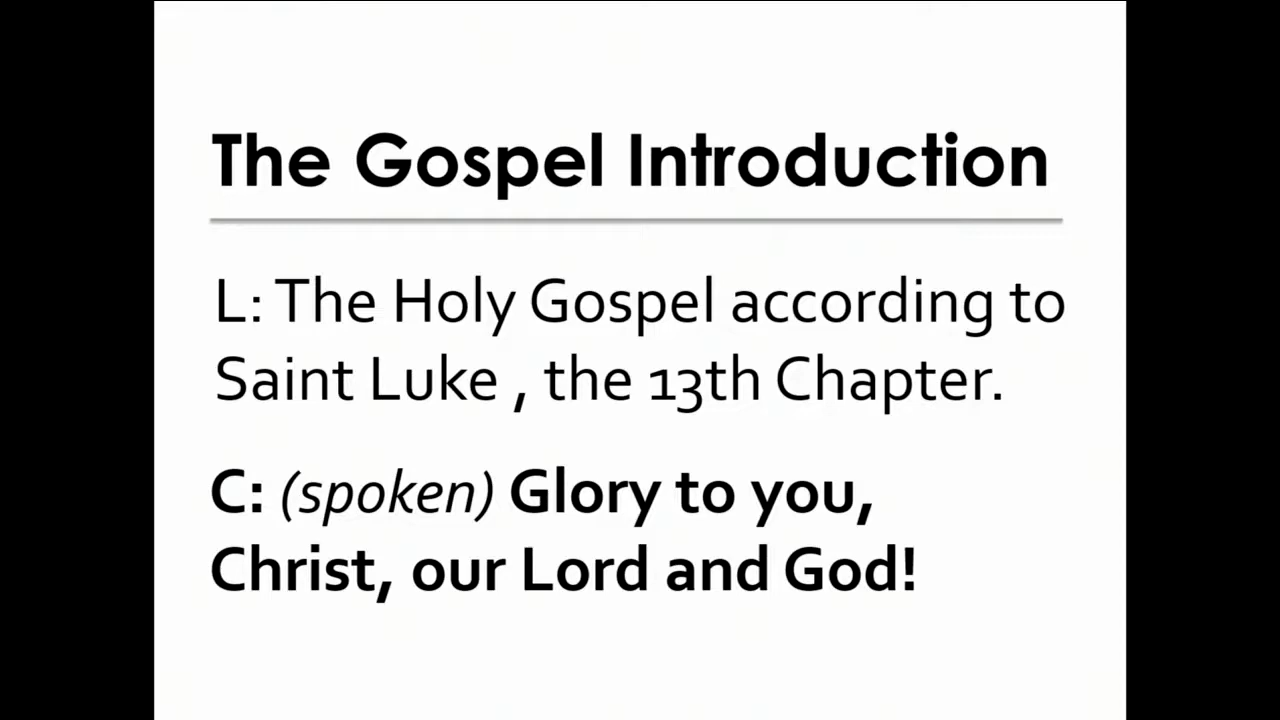 The Gospel Introduction
L: The Holy Gospel according to
Saint Luke , the 13th Chapter.
C: (spoken) Glory to you,
Christ, our Lord and God!